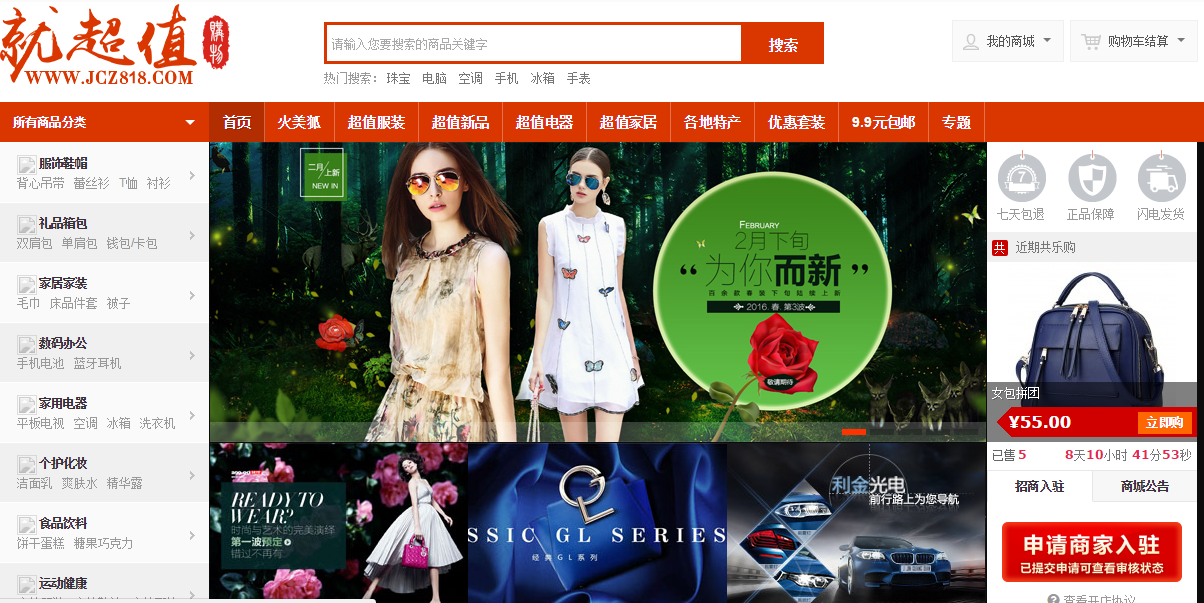 就超值
購物
WWW.JCZ818.COM
请输入您要搜索的商品关键字
搜索
我的商城
购物车结算
热门搜索： 珠宝 电脑 空调 手机 冰箱 手表
所有商品分类
首页 火美狐 超值服装 超值新品 超值电器 超值家居 各地特产 优惠套装 9.9元包邮 专题
服饰鞋帽
背心吊带 蕾丝衫 T恤 衬衫
礼品箱包
双肩包 单肩包 钱包/卡包
家居家装
毛巾 床品件套 被子
数码办公
手机电池 蓝牙耳机
家用电器
平板电视 空调 冰箱 洗衣机
个护化妆
洁面乳 爽肤水 精华露
食品饮料
饼干蛋糕 糖果巧克力
运动健康
二月/上新
NEW IN
FEBRUARY
2月下旬
“为你而新”
百余款春装下旬陆续上新
2016. 春. 第3波
敬请期待
READY TO
WEAR?
时尚与艺术的完美演绎
第一波预定
错过不再有
SSIC GL SERIES
经典GL系列
利金光电
前行路上为您导航
7
七天包退 正品保障 闪电发货
共 近期共乐购
女包拼团
¥55.00
立即购
已售 5 8天10小时 41分53秒
招商入驻 商城公告
申请商家入驻
已提交申请可查看审核状态
? 查看开店协议